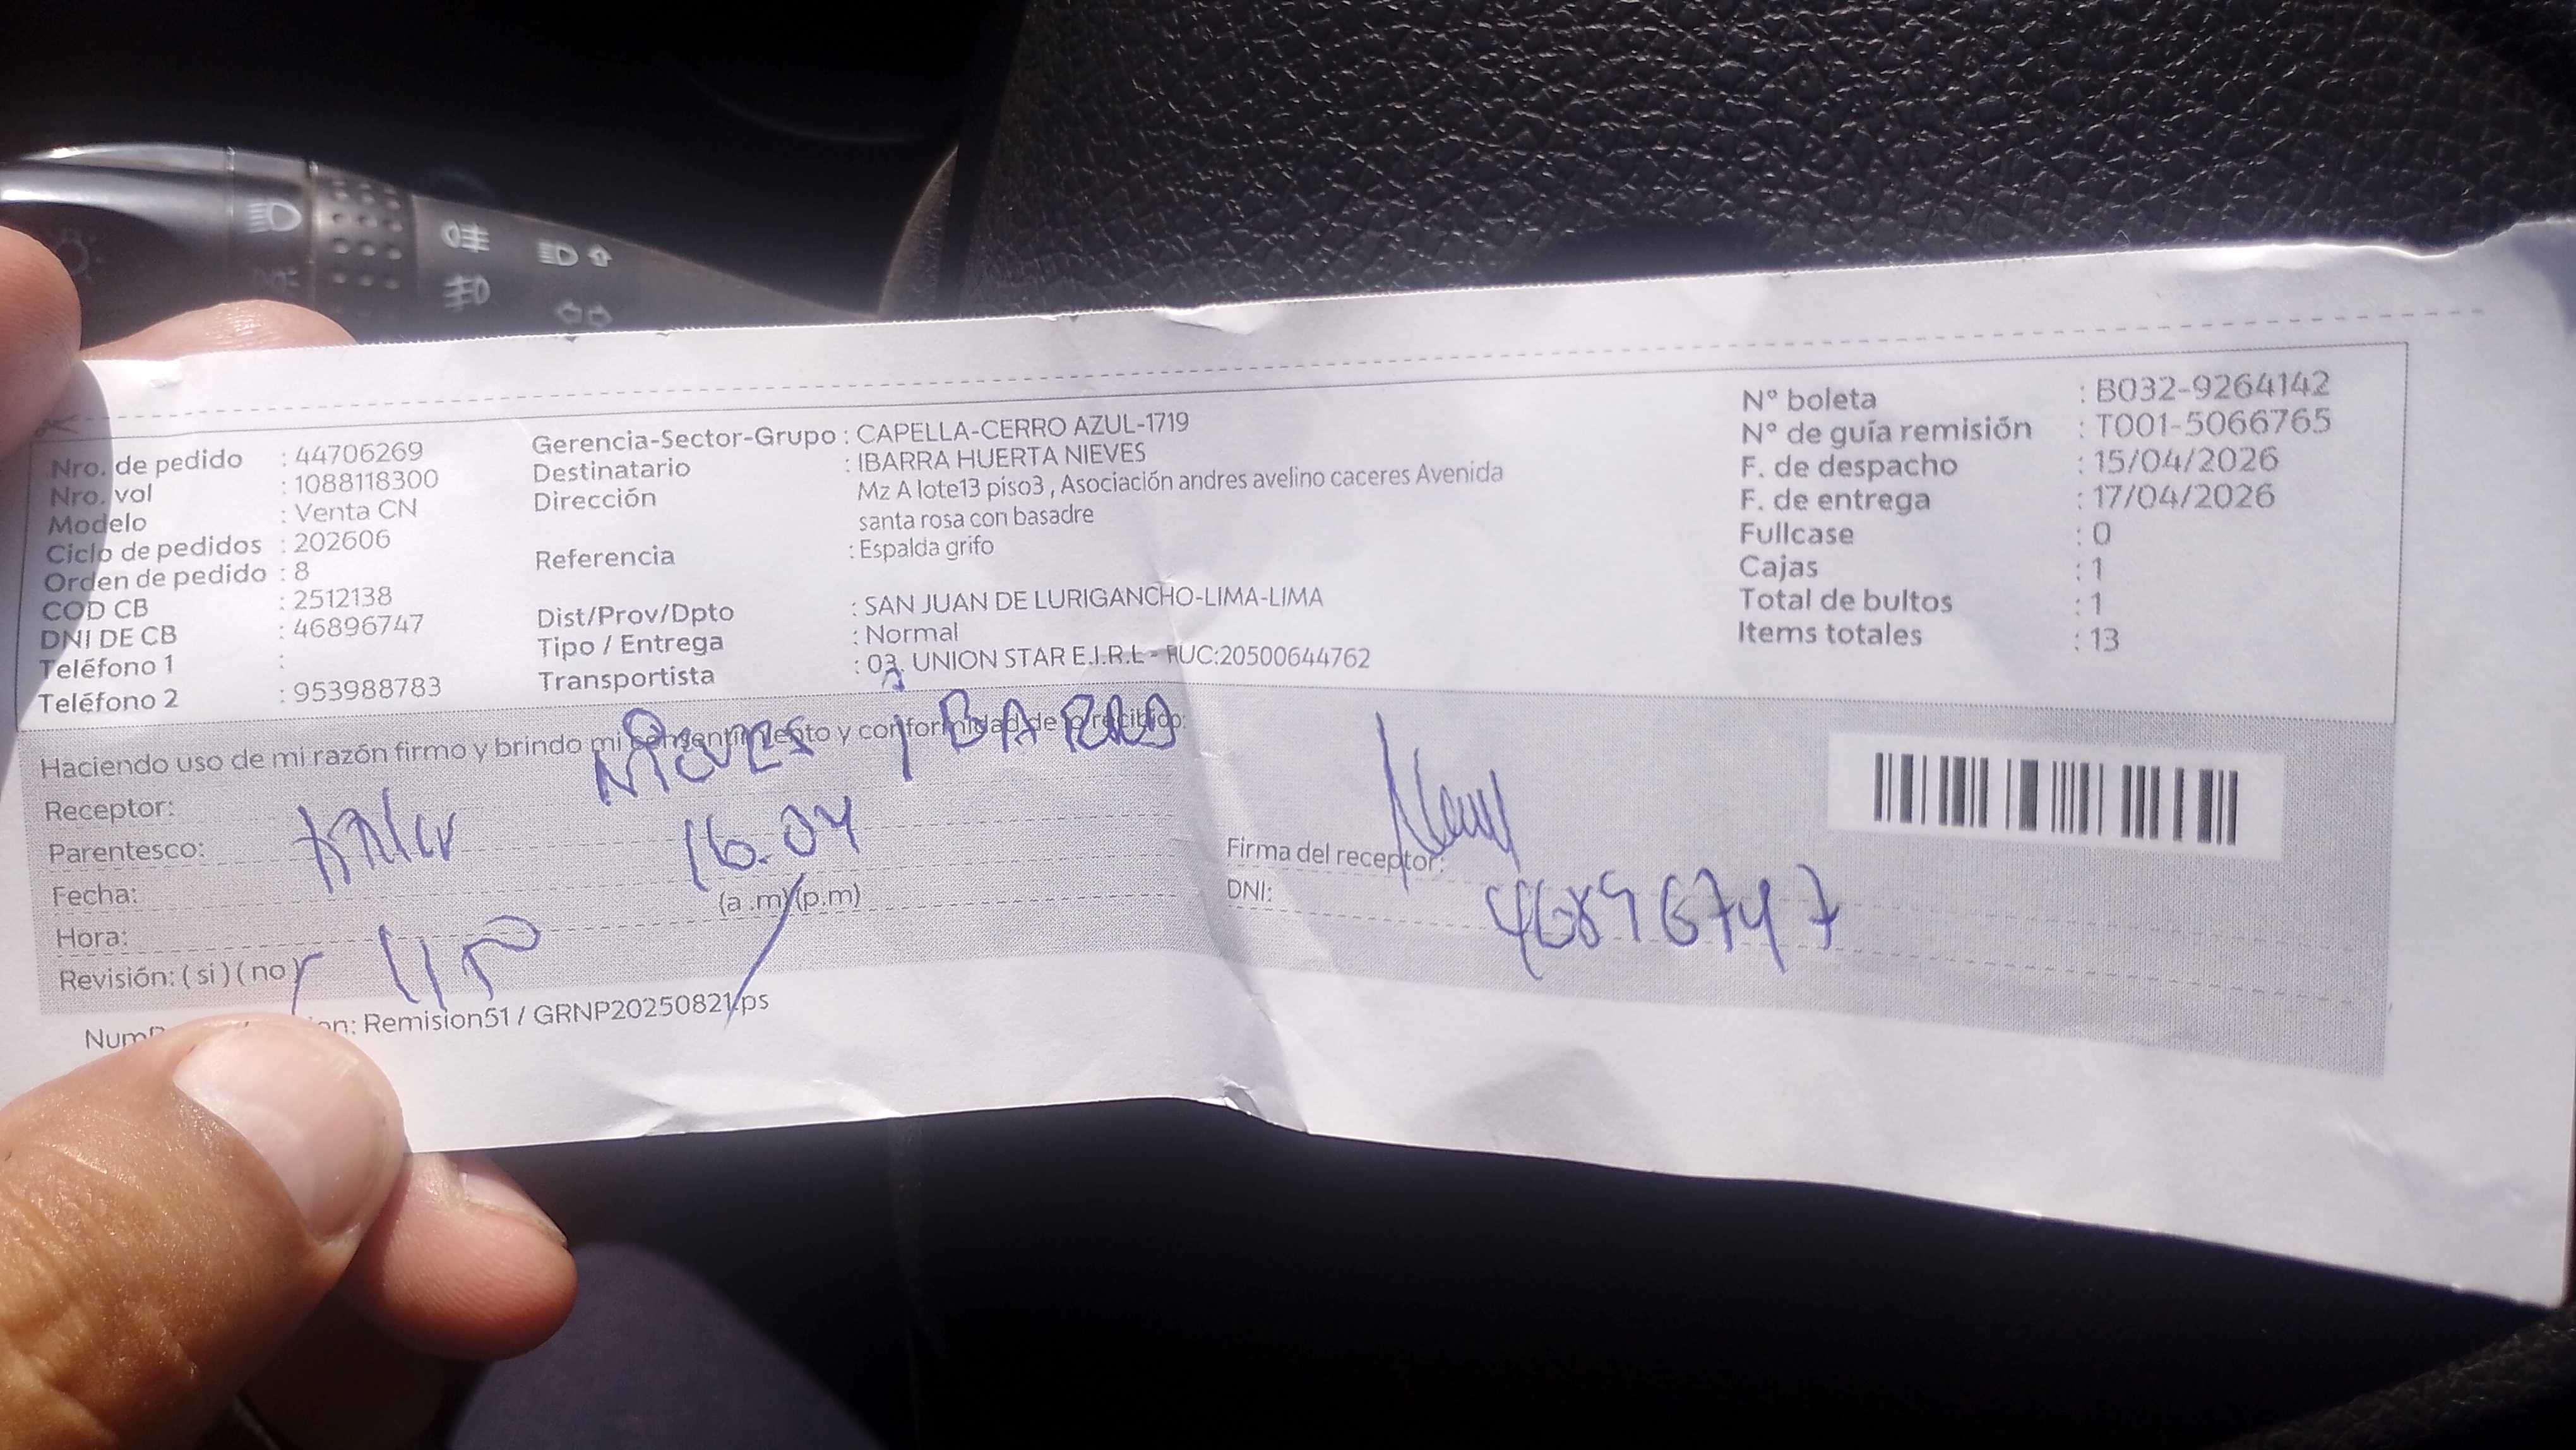 Nro. de pedido : 44706269
Nro. val : 1088118300
Modelo : Venta CN
Ciclo de pedidos : 202606
Orden de pedido : 8
COD CB : 2512138
DNI DE CB : 46896747
Teléfono 1 :
Teléfono 2 : 953988783
Gerencia-Sector-Grupo : CAPELLA-CERRO AZUL-1719
Destinatario : IBARRA HUERTA NIEVES
Dirección Mz A lote13 piso3 , Asociación andres avelino caceres Avenida
santa rosa con basadre
Referencia : Espalda grifo
Dist/Prov/Dpto : SAN JUAN DE LURIGANCHO-LIMA-LIMA
Tipo / Entrega : Normal
Transportista : 03. UNION STAR E.I.R.L - RUC:20500644762
N° boleta : B032-9264142
N° de guía remisión : T001-5066765
F. de despacho : 15/04/2026
F. de entrega : 17/04/2026
Fullcase : 0
Cajas : 1
Total de bultos : 1
Items totales : 13
Haciendo uso de mi razón firmo y brindo mi consentimiento y conformidad de lo recibido:
Receptor:
Parentesco:
Fecha: 16.04
Hora: (a .m)(p.m)
Revisión: ( si ) ( no )
Firma del receptor:
DNI: 46896747
Remision51 / GRNP20250821.ps